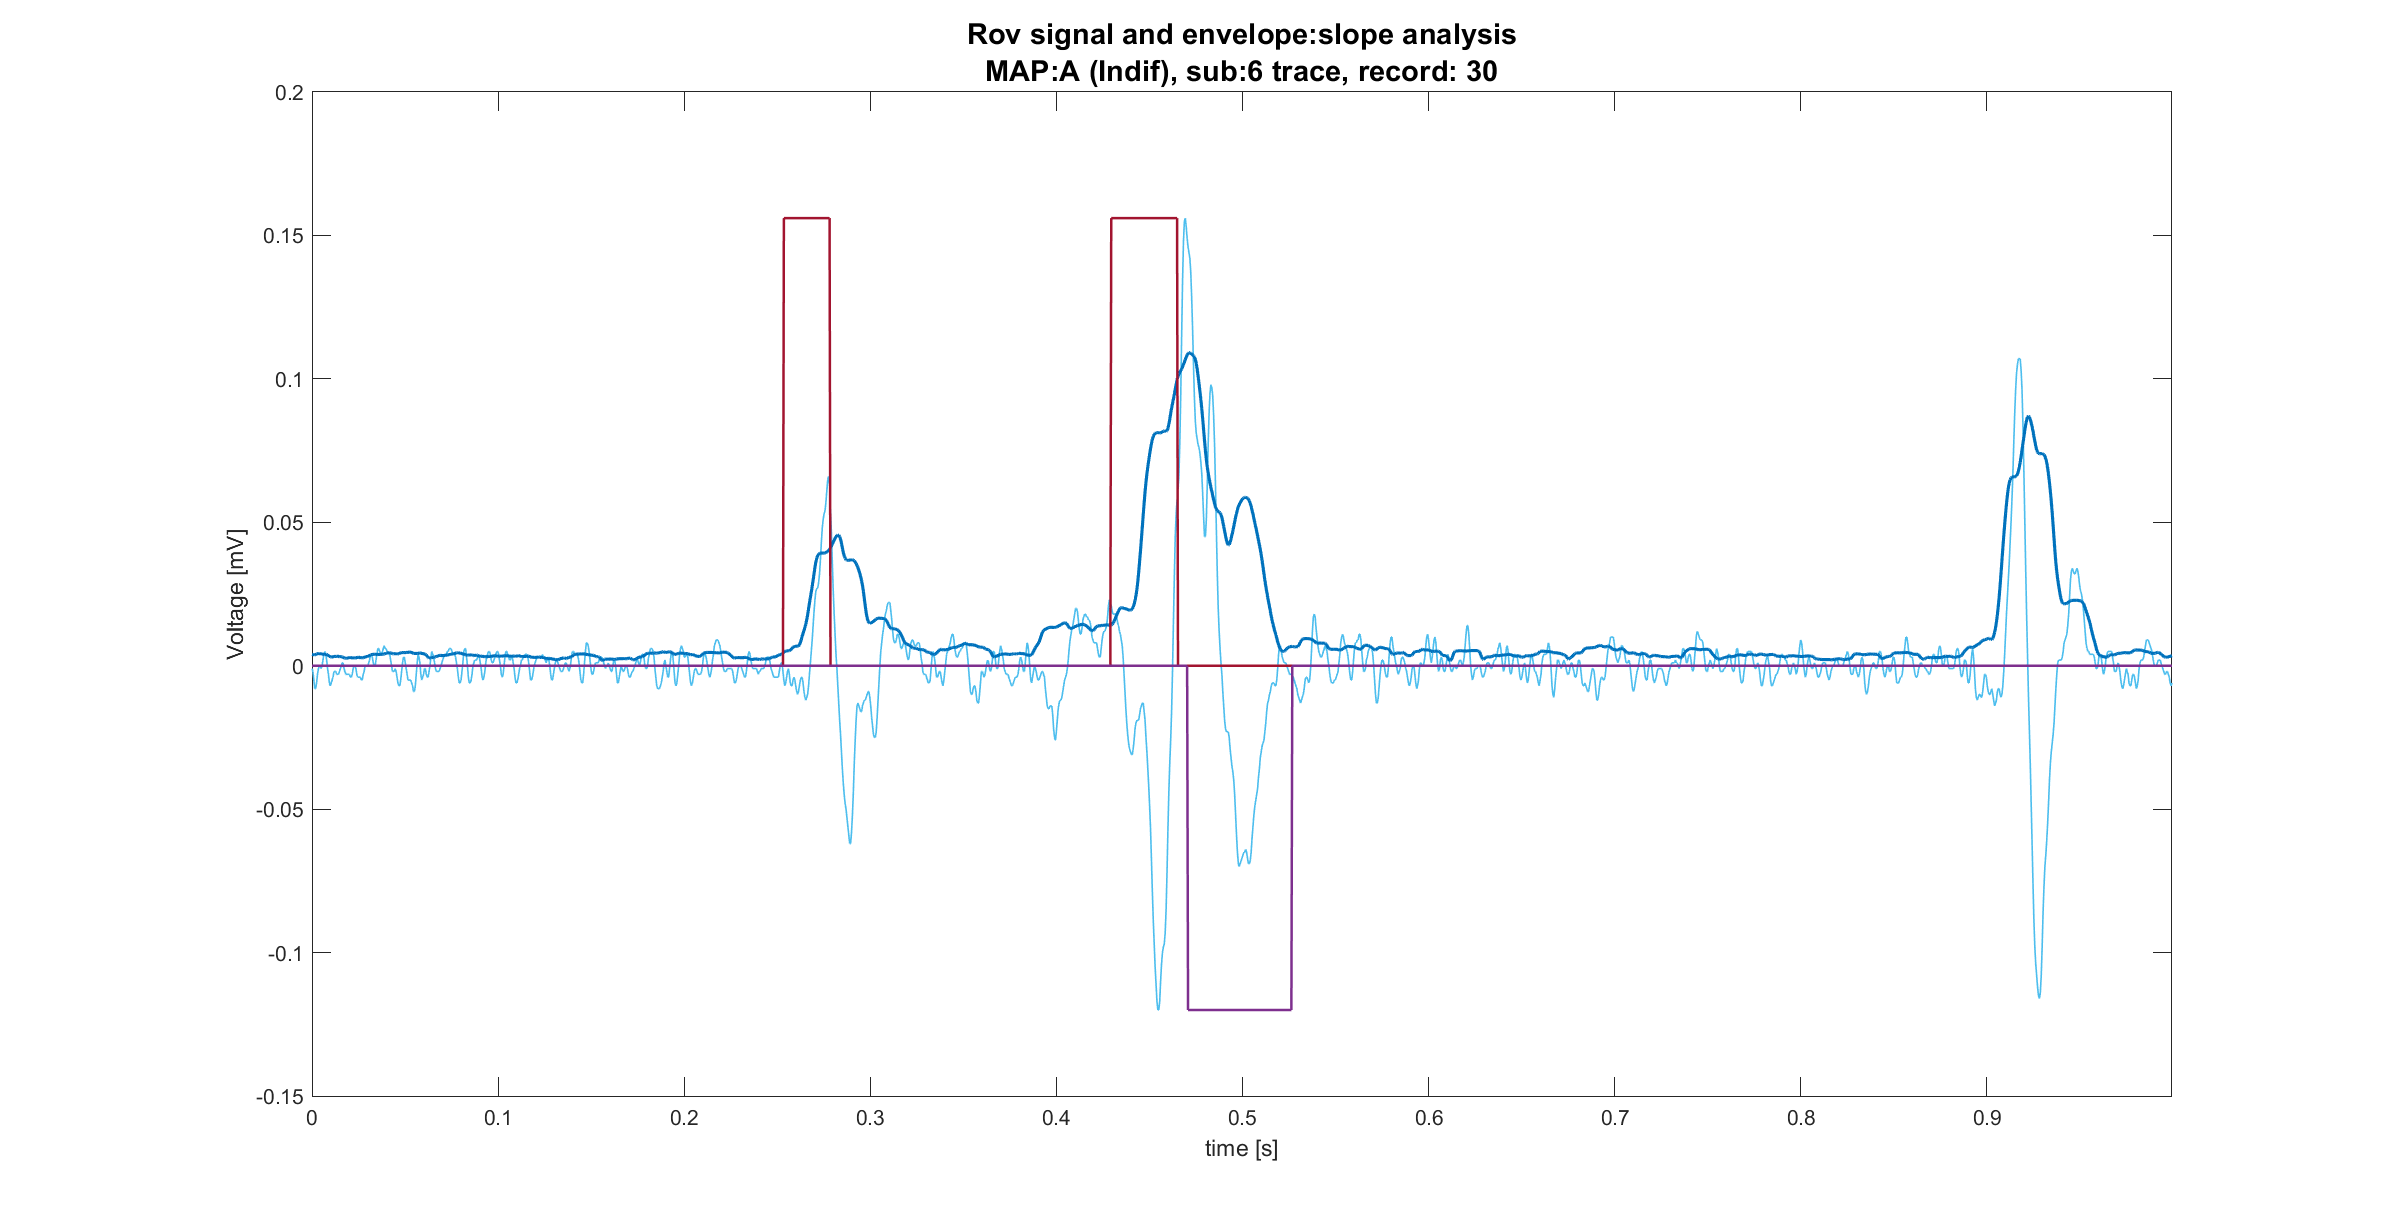 Rov signal and envelope:slope analysis
MAP:A (Indif), sub:6 trace, record: 30
0.2
0.15
0.1
0.05
0
-0.05
-0.1
-0.15
Voltage [mV]
0 0.1 0.2 0.3 0.4 0.5 0.6 0.7 0.8 0.9
time [s]